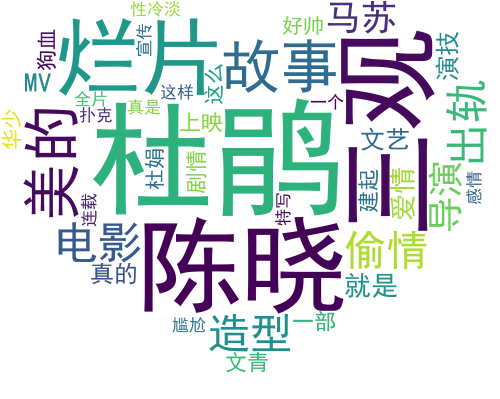 性冷淡
好帅
马苏
狗血
宣传
烂片
故事
观
演技
MV
全片
这样
这么
三
扑克
真是
一个
出轨
华少
美的
杜鹃
上映
文艺
杜娟
剧情
建起
爱情
导演
感情
连载
特写
电影
陈晓
偷情
真的
就是
尴尬
造型
一部
文青